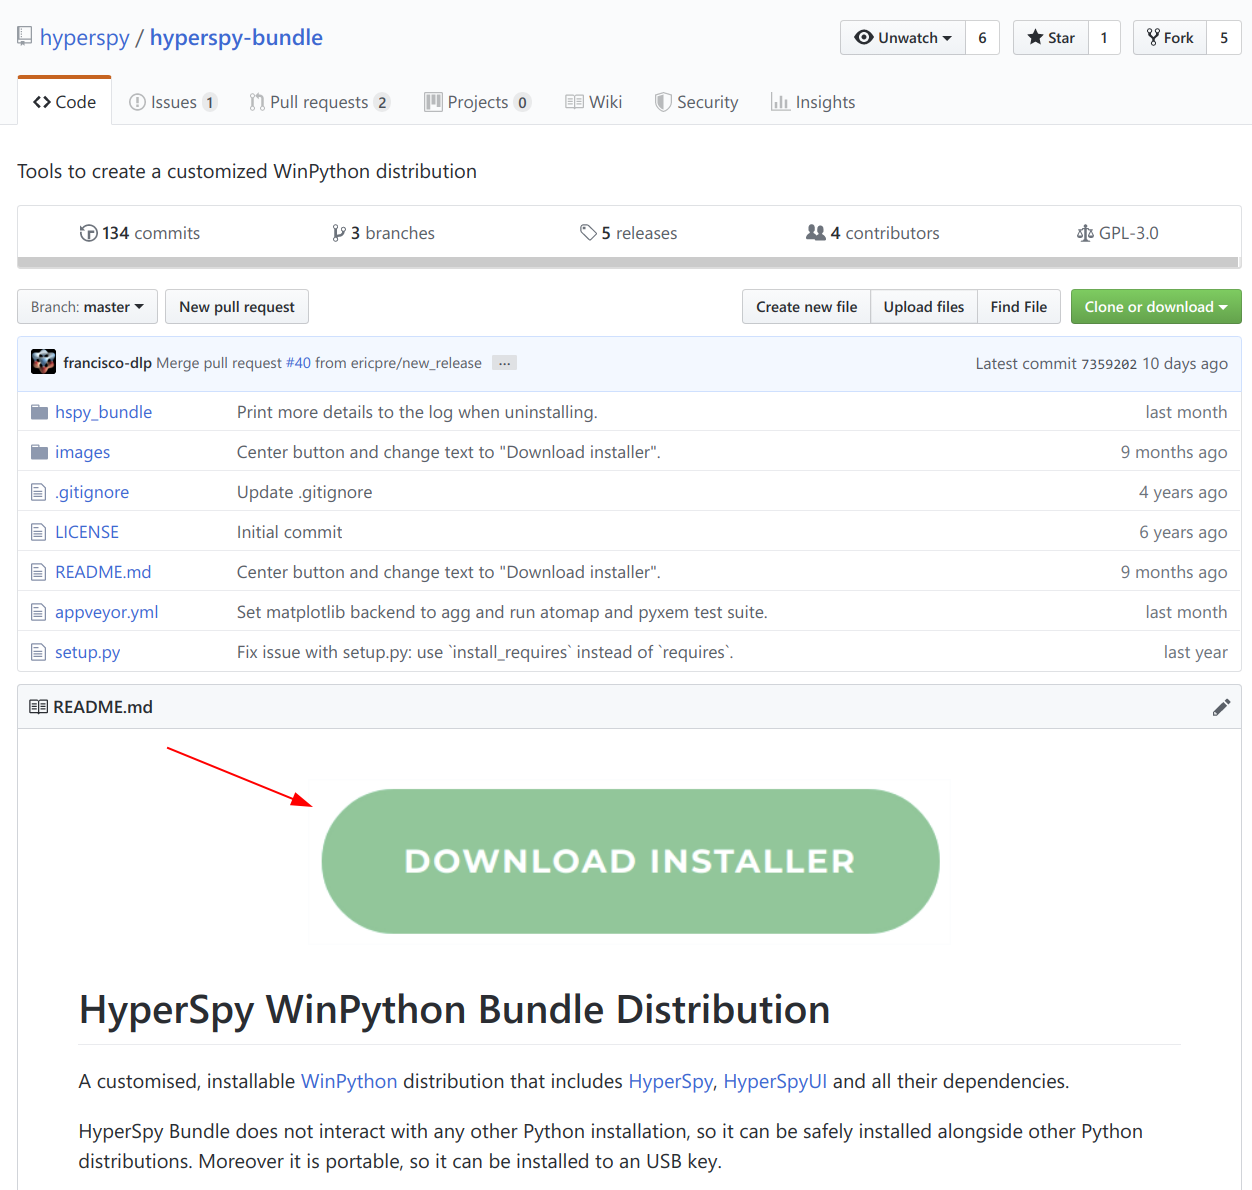 hyperspy / hyperspy-bundle
Unwatch 6 Star 1 Fork 5
Code Issues 1 Pull requests 2 Projects 0 Wiki Security Insights
Tools to create a customized WinPython distribution
134 commits 3 branches 5 releases 4 contributors GPL-3.0
Branch: master New pull request Create new file Upload files Find File Clone or download
francisco-dlp Merge pull request #40 from ericpre/new_release ... Latest commit 7359202 10 days ago
hspy_bundle Print more details to the log when uninstalling. last month
images Center button and change text to "Download installer". 9 months ago
.gitignore Update .gitignore 4 years ago
LICENSE Initial commit 6 years ago
README.md Center button and change text to "Download installer". 9 months ago
appveyor.yml Set matplotlib backend to agg and run atomap and pyxem test suite. last month
setup.py Fix issue with setup.py: use `install_requires` instead of `requires`. last year
README.md
DOWNLOAD INSTALLER
HyperSpy WinPython Bundle Distribution
A customised, installable WinPython distribution that includes HyperSpy, HyperSpyUI and all their dependencies.
HyperSpy Bundle does not interact with any other Python installation, so it can be safely installed alongside other Python
distributions. Moreover it is portable, so it can be installed to an USB key.